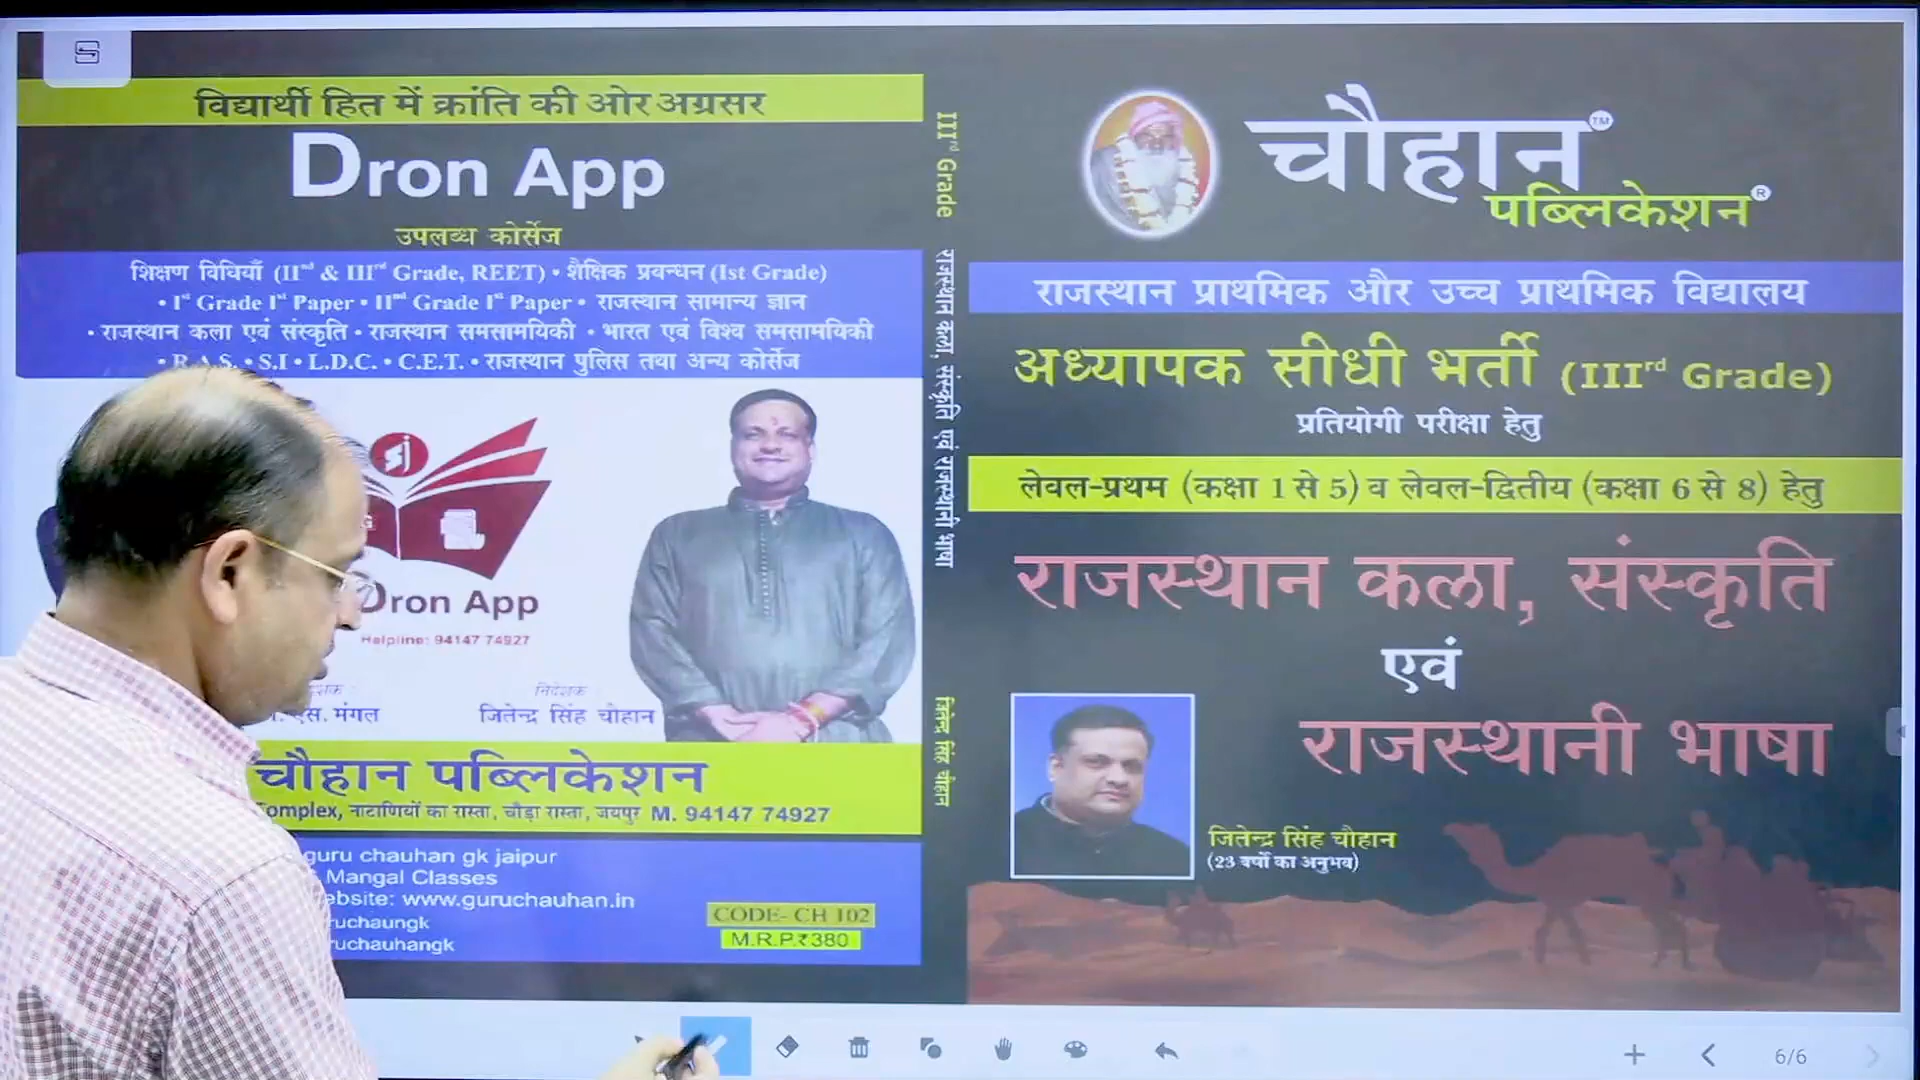 विद्यार्थी हित में क्रांति की ओर अग्रसर
Dron App
उपलब्ध कोर्सेज
शिक्षण विधियाँ (IInd & IIIrd Grade, REET) • शैक्षिक प्रबन्धन (Ist Grade)
• Ist Grade Ist Paper • IInd Grade Ist Paper • राजस्थान सामान्य ज्ञान
• राजस्थान कला एवं संस्कृति • राजस्थान समसामयिकी • भारत एवं विश्व समसामयिकी
• R.A.S. • S.I • L.D.C. • C.E.T. • राजस्थान पुलिस तथा अन्य कोर्सेज
sj
Dron App
Helpline: 94147 74927
निदेशक
एस. मंगल
जितेन्द्र सिंह चौहान
चौहान पब्लिकेशन
नाटाणियों का रास्ता, चौड़ा रास्ता, जयपुर M. 94147 74927
guru chauhan gk jaipur
Mangal Classes
www.guruchauhan.in
CODE- CH 102
M.R.P.₹380
IIIrd Grade राजस्थान कला, संस्कृति एवं राजस्थानी भाषा जितेन्द्र सिंह चौहान
चौहान TM
पब्लिकेशन ®
राजस्थान प्राथमिक और उच्च प्राथमिक विद्यालय
अध्यापक सीधी भर्ती (IIIrd Grade)
प्रतियोगी परीक्षा हेतु
लेवल-प्रथम (कक्षा 1 से 5) व लेवल-द्वितीय (कक्षा 6 से 8) हेतु
राजस्थान कला, संस्कृति
एवं
राजस्थानी भाषा
जितेन्द्र सिंह चौहान
(23 वर्षो का अनुभव)
6/6